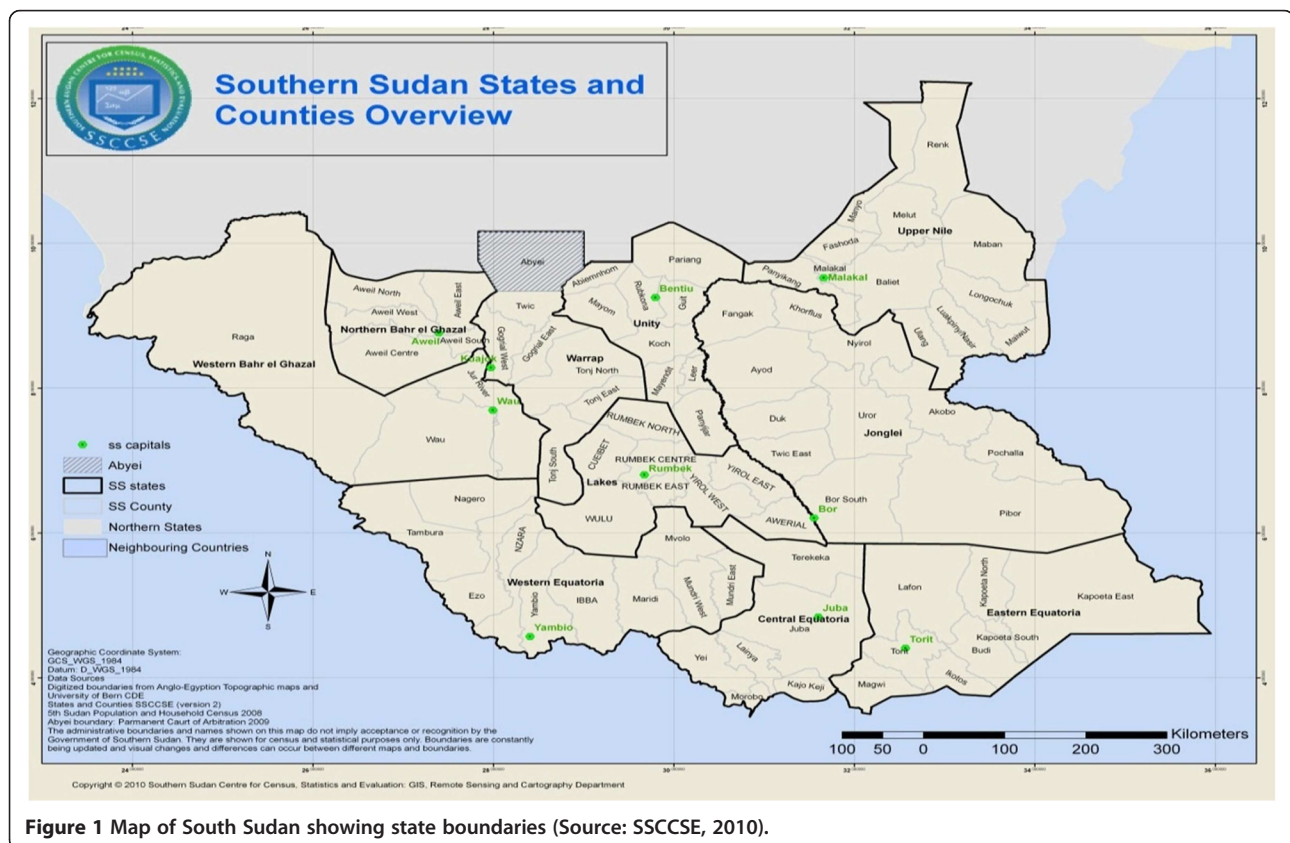 Southern Sudan States and
Counties Overview
SOUTHERN SUDAN CENTRE FOR CENSUS, STATISTICS AND EVALUATION
SSCCSE
Renk
Manyo
Melut
Upper Nile
Fashoda
Maban
Abyei
Pariang
Panyikang
Malakal
Malakal
Baliet
Abiemnhom
Rubkona
Bentiu
Guit
Longochuk
Luakpiny/Nasir
Maiwut
Ulang
Aweil North
Aweil East
Twic
Mayom
Fangak
Khorflus
Aweil West
Northern Bahr el Ghazal
Unity
Aweil
Aweil South
Gogrial West
Gogrial East
Raga
Aweil Centre
Koch
Nyirol
Western Bahr el Ghazal
Kuajok
Warrap
Tonj North
Ayod
Jur River
Mayendit
Leer
Wau
Tonj East
Panyijar
Akobo
RUMBEK NORTH
Duk
Uror
Jonglei
Wau
CUEIBET
Twic East
Pochalla
Tonj South
RUMBEK CENTRE
Rumbek
YIROL EAST
Lakes
RUMBEK EAST
YIROL WEST
Bor South
Bor
Pibor
Nagero
WULU
AWERIAL
Tambura
NZARA
Mvolo
Terekeka
Western Equatoria
Mundri West
Mundri East
Lafon
Kapoeta North
Kapoeta East
Ezo
Yambio
IBBA
Maridi
Juba
Central Equatoria
Juba
Eastern Equatoria
Yambio
Torit
Torit
Kapoeta South
Budi
Yei
Lainya
Ikotos
Magwi
Kajo Keji
Morobo
ss capitals
Abyei
SS states
SS County
Northern States
Neighbouring Countries
N
W
E
S
Geographic Coordinate System:
GCS_WGS_1984
Datum: D_WGS_1984
Data Sources
Digitized boundaries from Anglo-Egyption Topographic maps and
University of Bern CDE
States and Counties SSCCSE (version 2)
5th Sudan Population and Household Census 2008
Abyei boundary: Parmanent Caurt of Arbitration 2009
The administrative boundaries and names shown on this map do not imply acceptance or recognition by the
Government of Southern Sudan. They are shown for census and statistical purposes only. Boundaries are constantly
being updated and visual changes and differences can occur between different maps and boundaries.
Kilometers
100 50 0 100 200 300
Copyright © 2010 Southern Sudan Centre for Census, Statistics and Evaluation: GIS, Remote Sensing and Cartography Department
Figure 1 Map of South Sudan showing state boundaries (Source: SSCCSE, 2010).